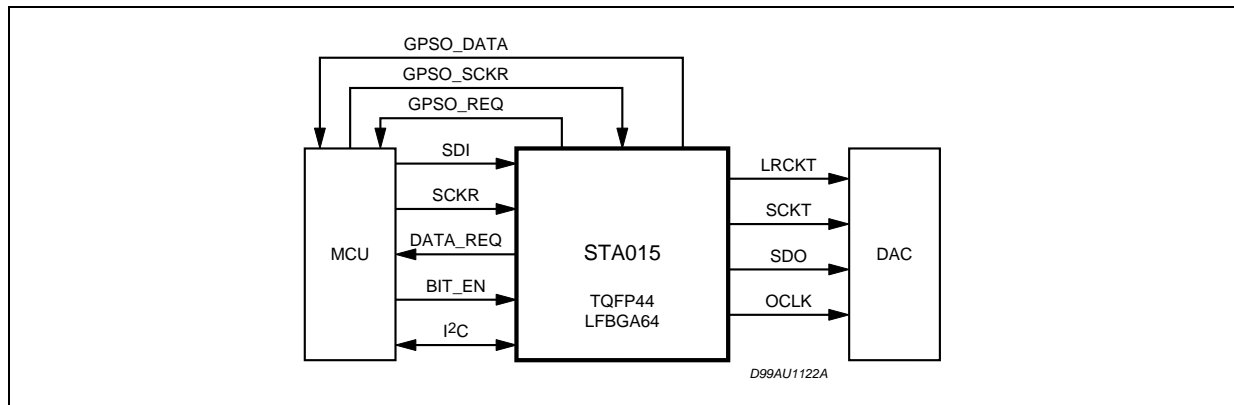 GPSO_DATA
GPSO_SCKR
GPSO_REQ
SDI
SCKR
DATA_REQ
BIT_EN
I²C
MCU
STA015
TQFP44
LFBGA64
LRCKT
SCKT
SDO
OCLK
DAC
D99AU1122A